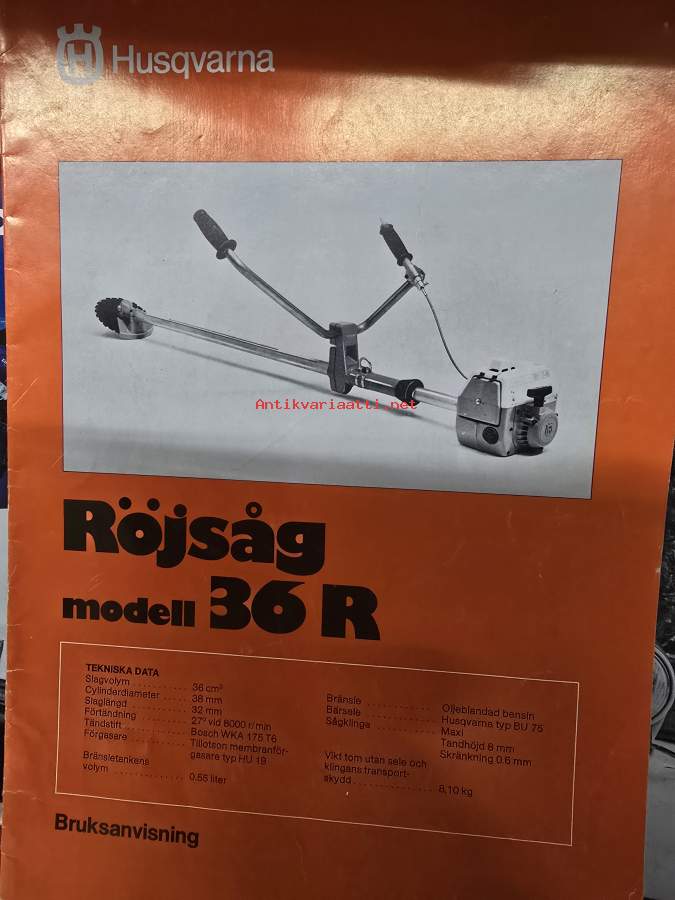 Husqvarna
Antikvariaatti.net
Röjsåg
modell 36 R
TEKNISKA DATA
Slagvolym .......... 36 cm³
Cylinderdiameter .... 38 mm
Slaglängd .......... 32 mm
Förtändning ......... 27° vid 8000 r/min
Tändstift ........... Bosch WKA 175 T6
Förgasare .......... Tillotson membranför-
gasare typ HU 19
Bränsletankens
volym ............ 0.55 liter
Bränsle ............ Oljeblandad bensin
Bärsele ............ Husqvarna typ BU 75
Sågklinga .......... Maxi
Tandhöjd 8 mm
Skränkning 0.6 mm
Vikt tom utan sele och
klingans transport-
skydd .............. 8,10 kg
Bruksanvisning